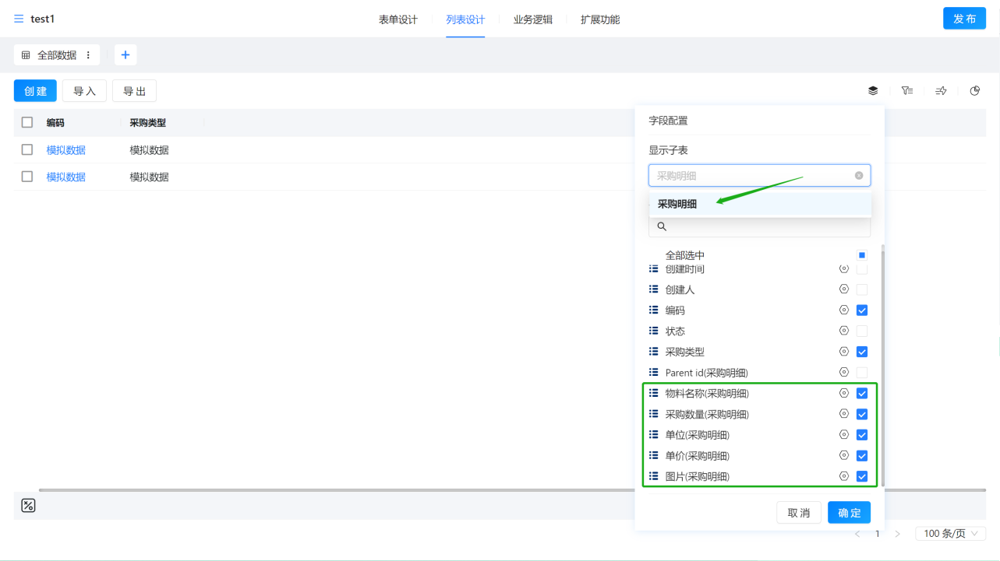 test1
表单设计
列表设计
业务逻辑
扩展功能
发布
全部数据
创建
导入
导出
编码
采购类型
模拟数据
模拟数据
模拟数据
模拟数据
字段配置
显示子表
采购明细
采购明细
全部选中
创建时间
创建人
编码
状态
采购类型
Parent id(采购明细)
物料名称(采购明细)
采购数量(采购明细)
单位(采购明细)
单价(采购明细)
图片(采购明细)
取消
确定
1
100 条/页